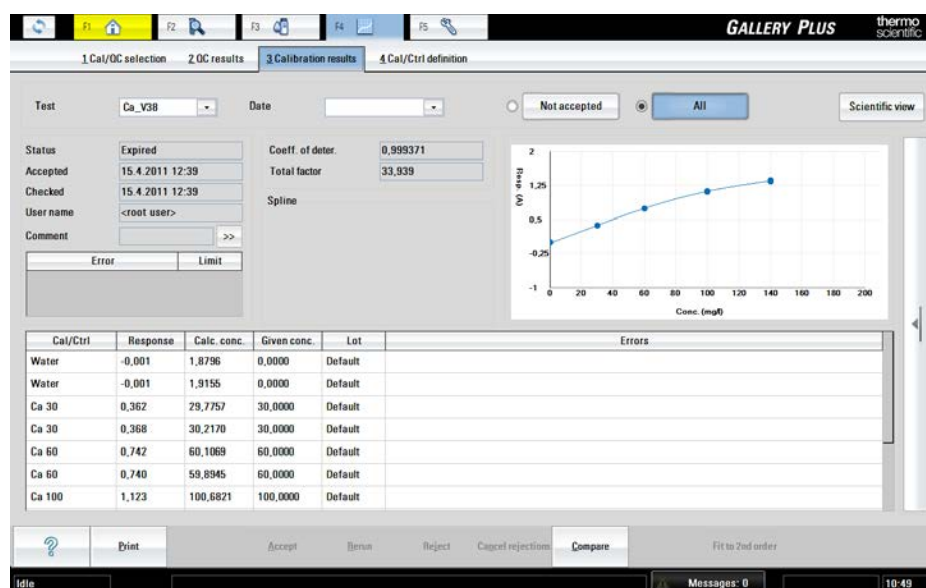 F1 F2 F3 F4 F5 GALLERY PLUS thermo scientific
1 Cal/QC selection 2 QC results 3 Calibration results 4 Cal/Ctrl definition
Test Ca_V38 Date Not accepted All Scientific view
Status Expired Coeff. of deter. 0,999371
Accepted 15.4.2011 12:39 Total factor 33,939
Checked 15.4.2011 12:39
Spline
User name <root user>
Comment >>
Error Limit
2
1,25
0,5
-0,25
-1
Resp. (A)
0 20 40 60 80 100 120 140 160 180 200
Conc. (mg/l)
Cal/Ctrl Response Calc. conc. Given conc. Lot Errors
Water -0,001 1,8796 0,0000 Default
Water -0,001 1,9155 0,0000 Default
Ca 30 0,362 29,7757 30,0000 Default
Ca 30 0,368 30,2170 30,0000 Default
Ca 60 0,742 60,1069 60,0000 Default
Ca 60 0,740 59,8945 60,0000 Default
Ca 100 1,123 100,6821 100,0000 Default
? Print Accept Rerun Reject Cancel rejections Compare Fit to 2nd order
Idle Messages: 0 10:49